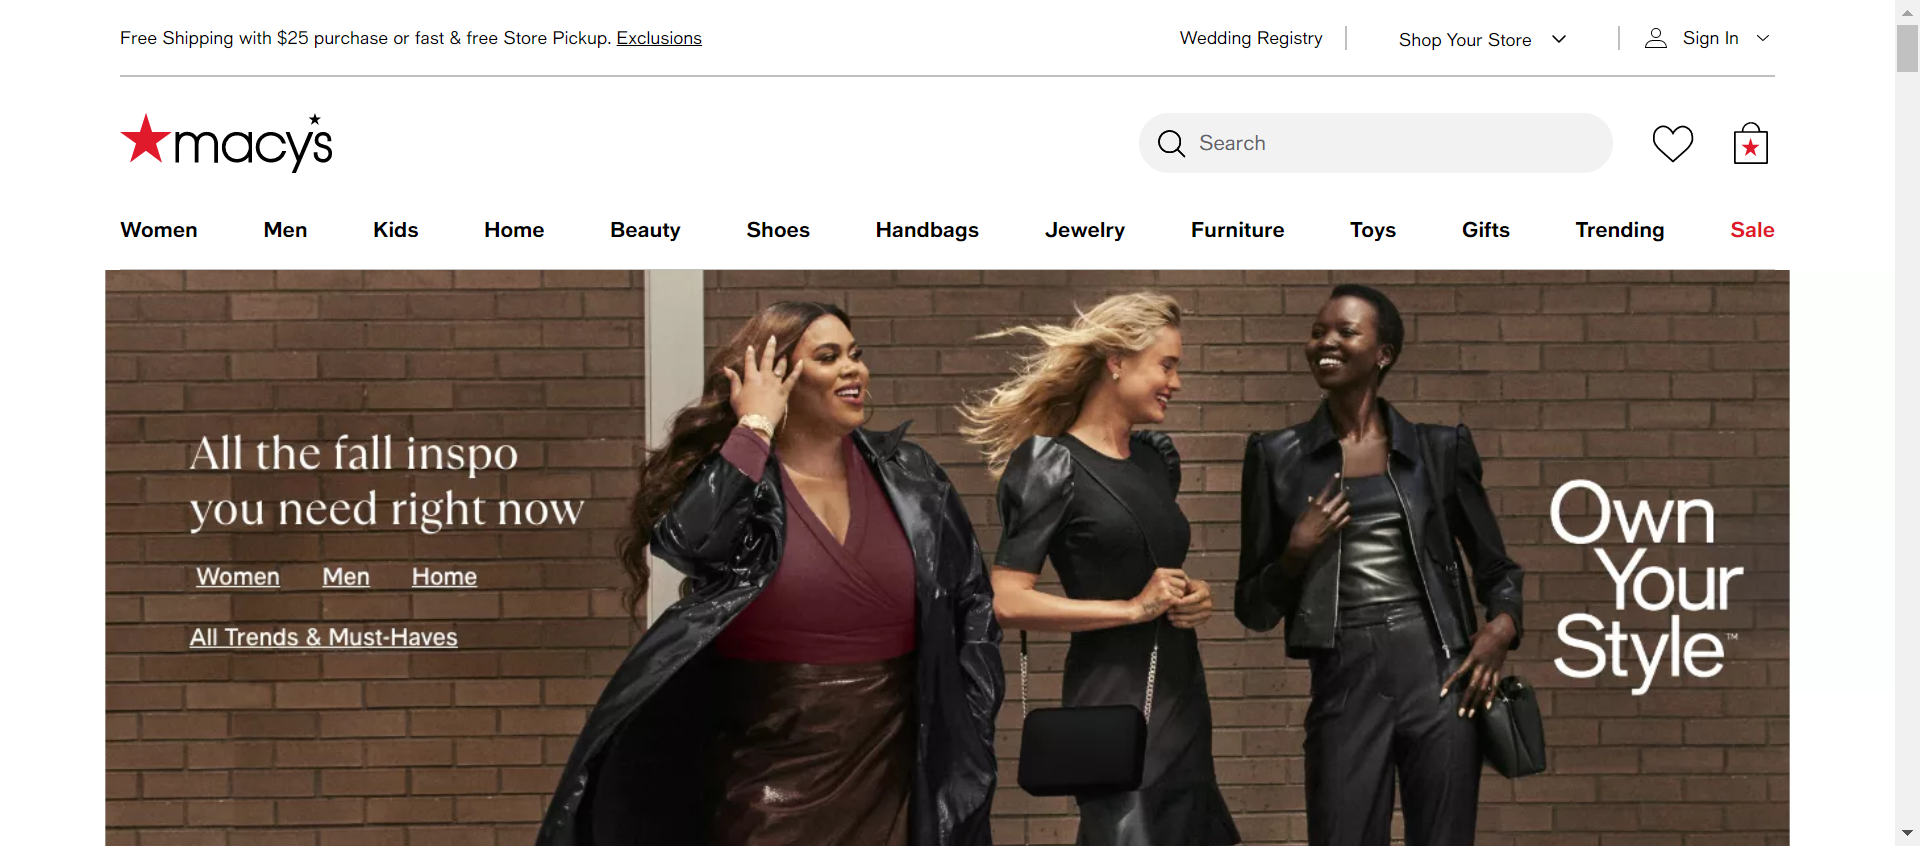 Free Shipping with $25 purchase or fast & free Store Pickup. Exclusions
Wedding Registry
Shop Your Store
Sign In
macy's
Search
Women Men Kids Home Beauty Shoes Handbags Jewelry Furniture Toys Gifts Trending Sale
All the fall inspo
you need right now
Women Men Home
All Trends & Must-Haves
Own
Your
Style™